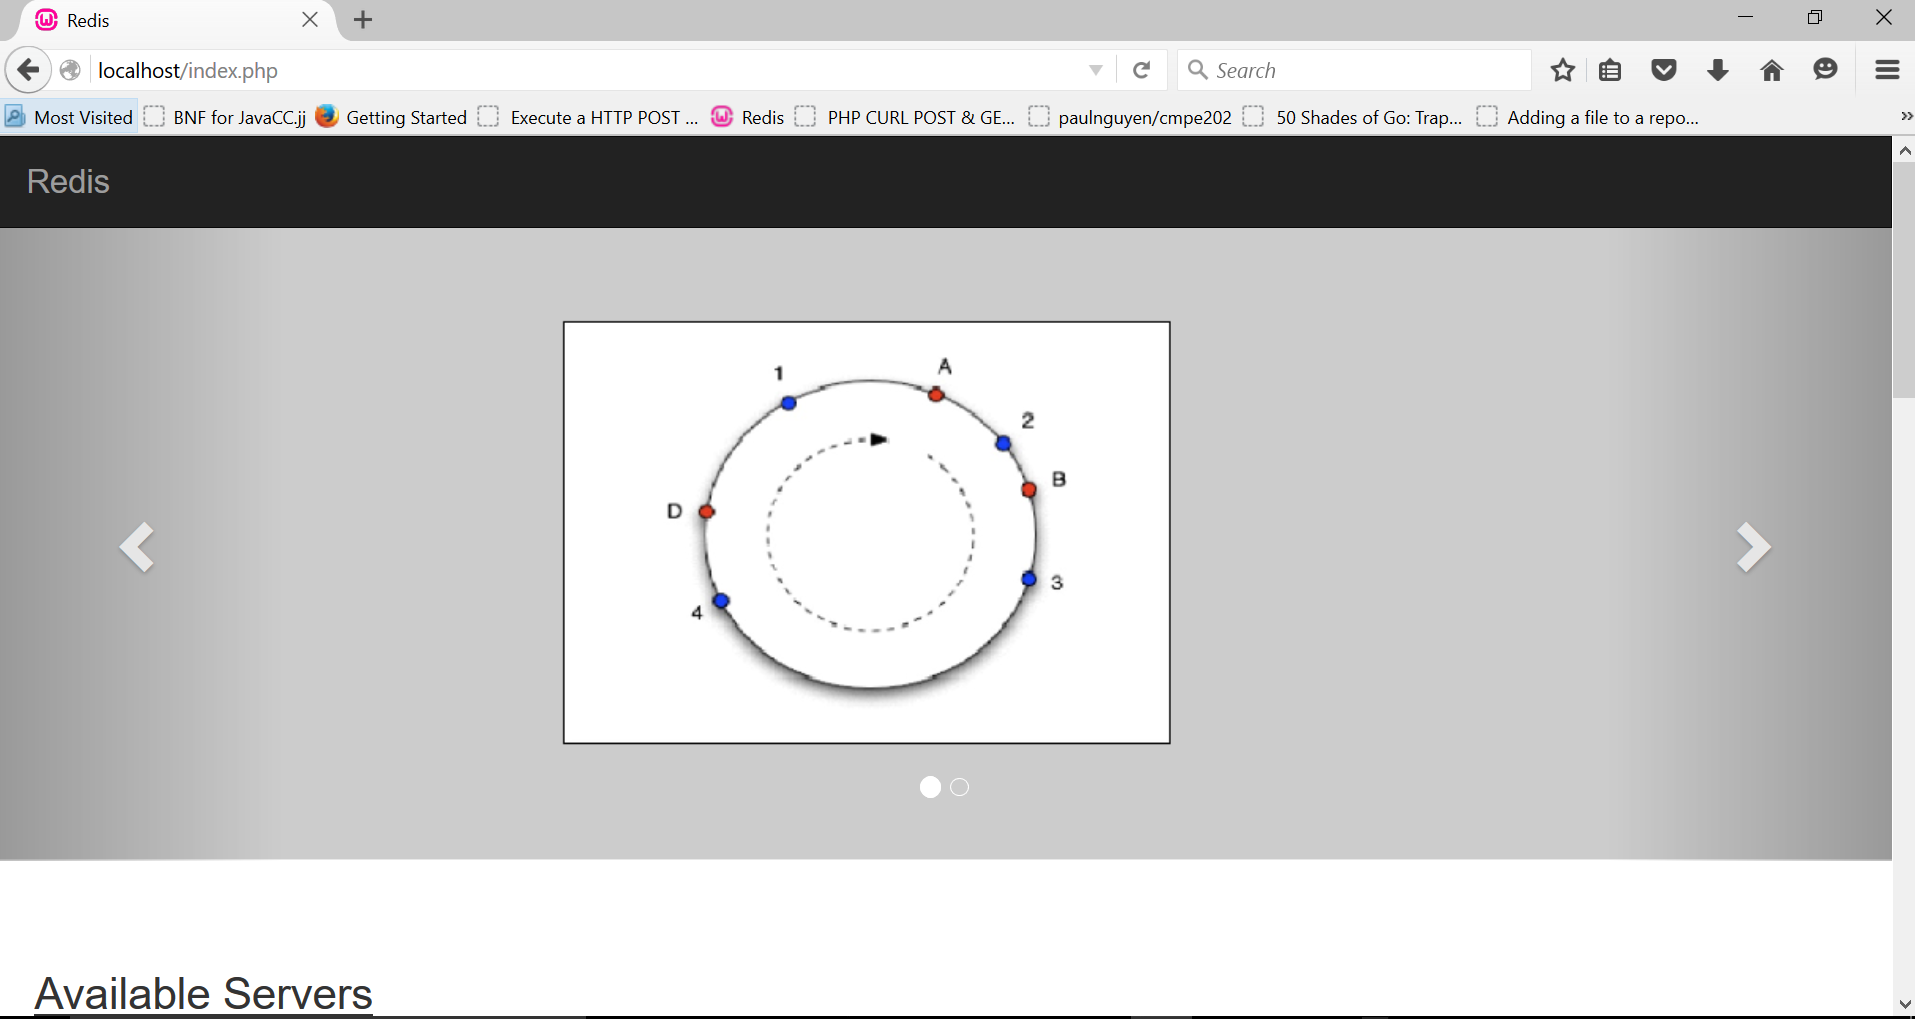 Redis
localhost/index.php
Search
Most Visited BNF for JavaCC.jj Getting Started Execute a HTTP POST ... Redis PHP CURL POST & GE... paulnguyen/cmpe202 50 Shades of Go: Trap... Adding a file to a repo...
Redis
1
A
2
B
D
3
4
Available Servers